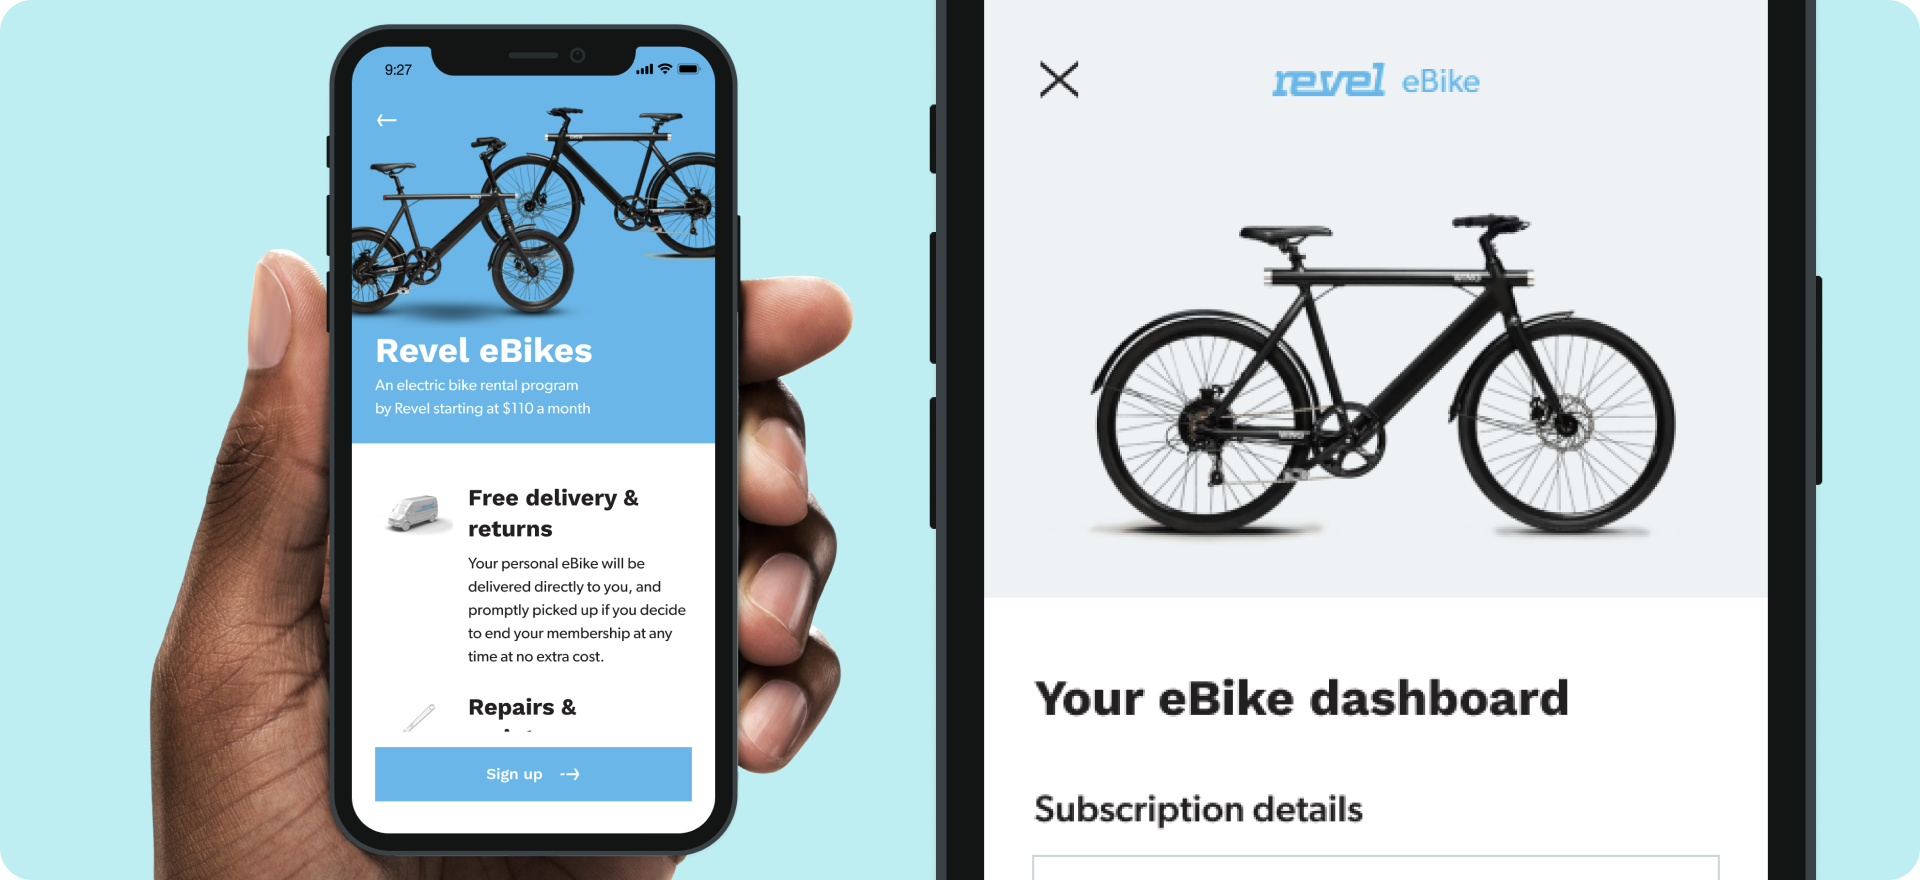 9:27
Revel eBikes
An electric bike rental program
by Revel starting at $110 a month
Free delivery &
returns
Your personal eBike will be
delivered directly to you, and
promptly picked up if you decide
to end your membership at any
time at no extra cost.
Repairs &
Sign up
revel eBike
Your eBike dashboard
Subscription details